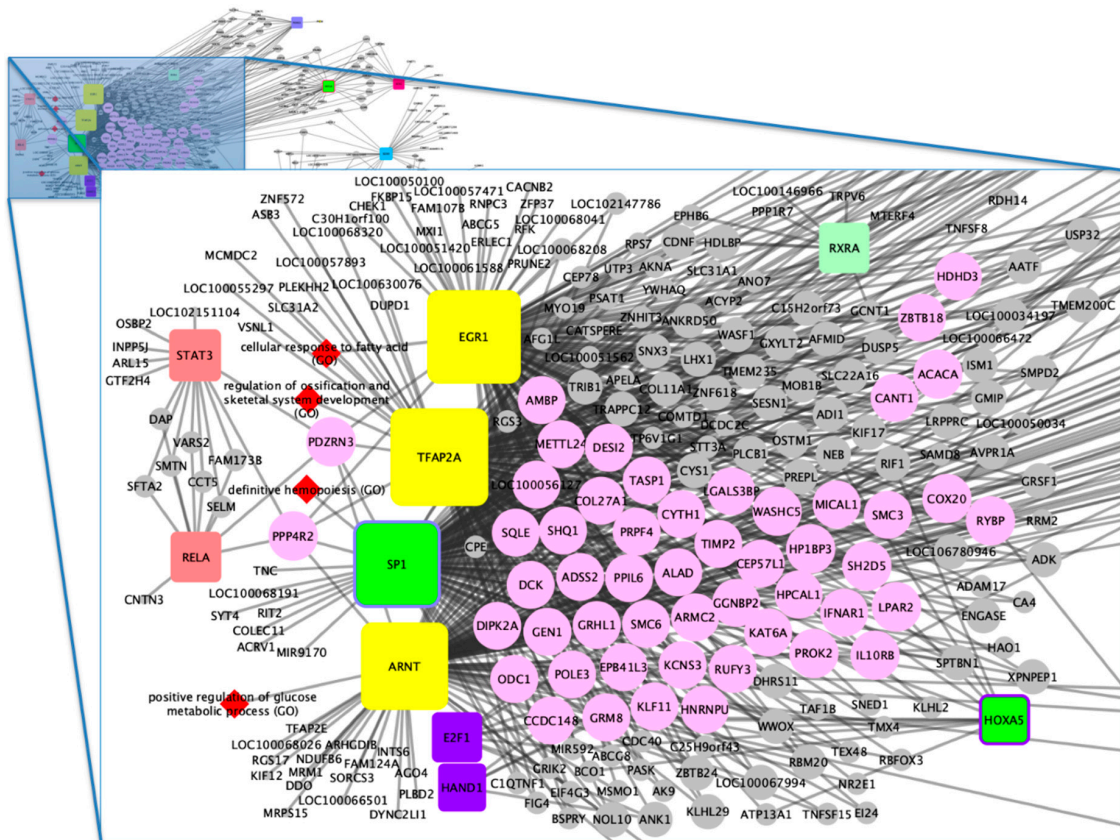 LOC100050100
ZNF572
FKBP15
LOC100057471
CACNB2
ASB3
CHEK1
FAM107B
RNPC3
ZFP37
LOC102147786
C30H1orf100
ABCG5
LOC100068041
LOC100068320
MXI1
RFK
LOC100051420
ERLEC1
LOC100068208
MCMDC2
LOC100057893
LOC100061588
PRUNE2
LOC100055297
PLEKHH2
LOC100630076
SLC31A2
DUPD1
LOC102151104
VSNL1
OSBP2
STAT3
INPP5J
ARL15
GTF2H4
cellular response to fatty acid
(GO)
regulation of ossification and
sketetal system development
(GO)
EGR1
TFAP2A
PDZRN3
DAP
VARS2
FAM173B
SMTN
CCT5
SFTA2
SELM
definitive hemopoiesis (GO)
RELA
PPP4R2
SP1
CNTN3
TNC
LOC100068191
SYT4
RIT2
COLEC11
ACRV1
MIR9170
ARNT
positive regulation of glucose
metabolic process (GO)
TFAP2E
LOC100068026
ARHGDIB
RGS17
NDUFB6
INTS6
KIF12
MRM1
FAM124A
DDO
SORCS3
AGO4
LOC100066501
PLBD2
MRPS15
DYNC2LI1
E2F1
HAND1
LOC100146966
TRPV6
PPP1R7
MTERF4
RDH14
EPHB6
RXRA
TNFSF8
USP32
RPS7
CDNF
HDLBP
UTP3
AKNA
SLC31A1
HDHD3
AATF
CEP78
YWHAQ
ANO7
PSAT1
ACYP2
C15H2orf73
GCNT1
LOC100034197
TMEM200C
MYO19
ZNHIT3
ANKRD50
ZBTB18
AFG1L
CATSPERE
WASF1
GXYLT2
AFMID
DUSP5
LOC100066472
LOC100051562
SNX3
LHX1
TMEM235
SLC22A16
ACACA
ISM1
SMPD2
TRIB1
APELA
COL11A1
ZNF618
MOB1B
SESN1
CANT1
GMIP
AMBP
TRAPPC12
COMTD1
DCDC2C
ADI1
LRPPRC
LOC100050034
RGS3
METTL24
DESI2
TP6V1G1
STT3A
OSTM1
KIF17
PLCB1
NEB
SAMD8
AVPR1A
CYS1
PREPL
RIF1
GRSF1
LOC100056127
TASP1
COL27A1
LGALS3BP
MICAL1
COX20
CYTH1
WASHC5
SMC3
RYBP
RRM2
SQLE
SHQ1
PRPF4
TIMP2
CPE
HP1BP3
LOC106780946
CEP57L1
SH2D5
ADK
DCK
ADSS2
PPIL6
ALAD
HPCAL1
ADAM17
GGNBP2
IFNAR1
LPAR2
CA4
DIPK2A
GEN1
GRHL1
SMC6
ARMC2
ENGASE
KAT6A
HAO1
PROK2
IL10RB
SPTBN1
ODC1
POLE3
EPB41L3
KCNS3
RUFY3
XPNPEP1
DHRS11
KLF11
HNRNPU
TAF1B
SNED1
KLHL2
CCDC148
GRM8
WWOX
TMX4
HOXA5
CDC40
C25H9orf43
MIR592
ABCG8
TEX48
RBFOX3
GRIK2
BCO1
PASK
ZBTB24
RBM20
C1QTNF1
MSMO1
AK9
LOC100067994
NR2E1
EIF4G3
FIG4
BSPRY
NOL10
ANK1
KLHL29
ATP13A1
TNFSF15
EI24